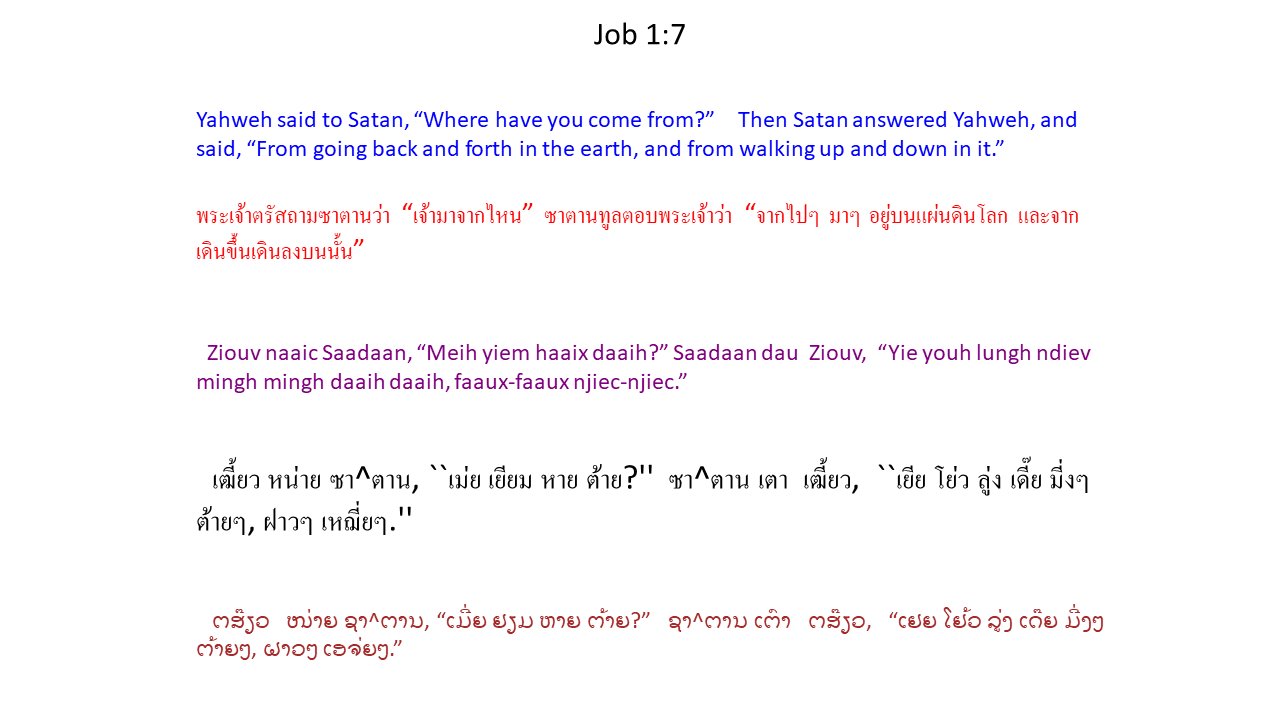 Job 1:7
Yahweh said to Satan, “Where have you come from?”    Then Satan answered Yahweh, and
said, “From going back and forth in the earth, and from walking up and down in it.”
พระเจ้าตรัสถามซาตานว่า  “เจ้ามาจากไหน”  ซาตานทูลตอบพระเจ้าว่า  “จากไปๆ  มาๆ  อยู่บนแผ่นดินโลก  และจาก
เดินขึ้นเดินลงบนนั้น”
Ziouv naaic Saadaan, “Meih yiem haaix daaih?” Saadaan dau  Ziouv,  “Yie youh lungh ndiev
mingh mingh daaih daaih, faaux-faaux njiec-njiec.”
เฒี้ยว หน่าย ซา^ตาน, ``เม่ย เยียม หาย ต้าย?''  ซา^ตาน เตา  เฒี้ยว,  ``เยีย โย่ว ลู่ง เดี๊ย มี่งๆ
ต้ายๆ, ฝาวๆ เหฌี่ยๆ.''
ຕສ໊ຽວ   ໜ່າຍ ຊາ^ຕານ, “ເມີ່ຍ ຢຽມ ຫາຍ ຕ້າຍ?”   ຊາ^ຕານ ເຕົາ   ຕສ໊ຽວ,   “ເຢຍ ໂຢ້ວ ລູ່ງ ເດ໊ຍ ມີ່ງໆ
ຕ້າຍໆ, ຝາວໆ ເອຈ່ຍໆ.”